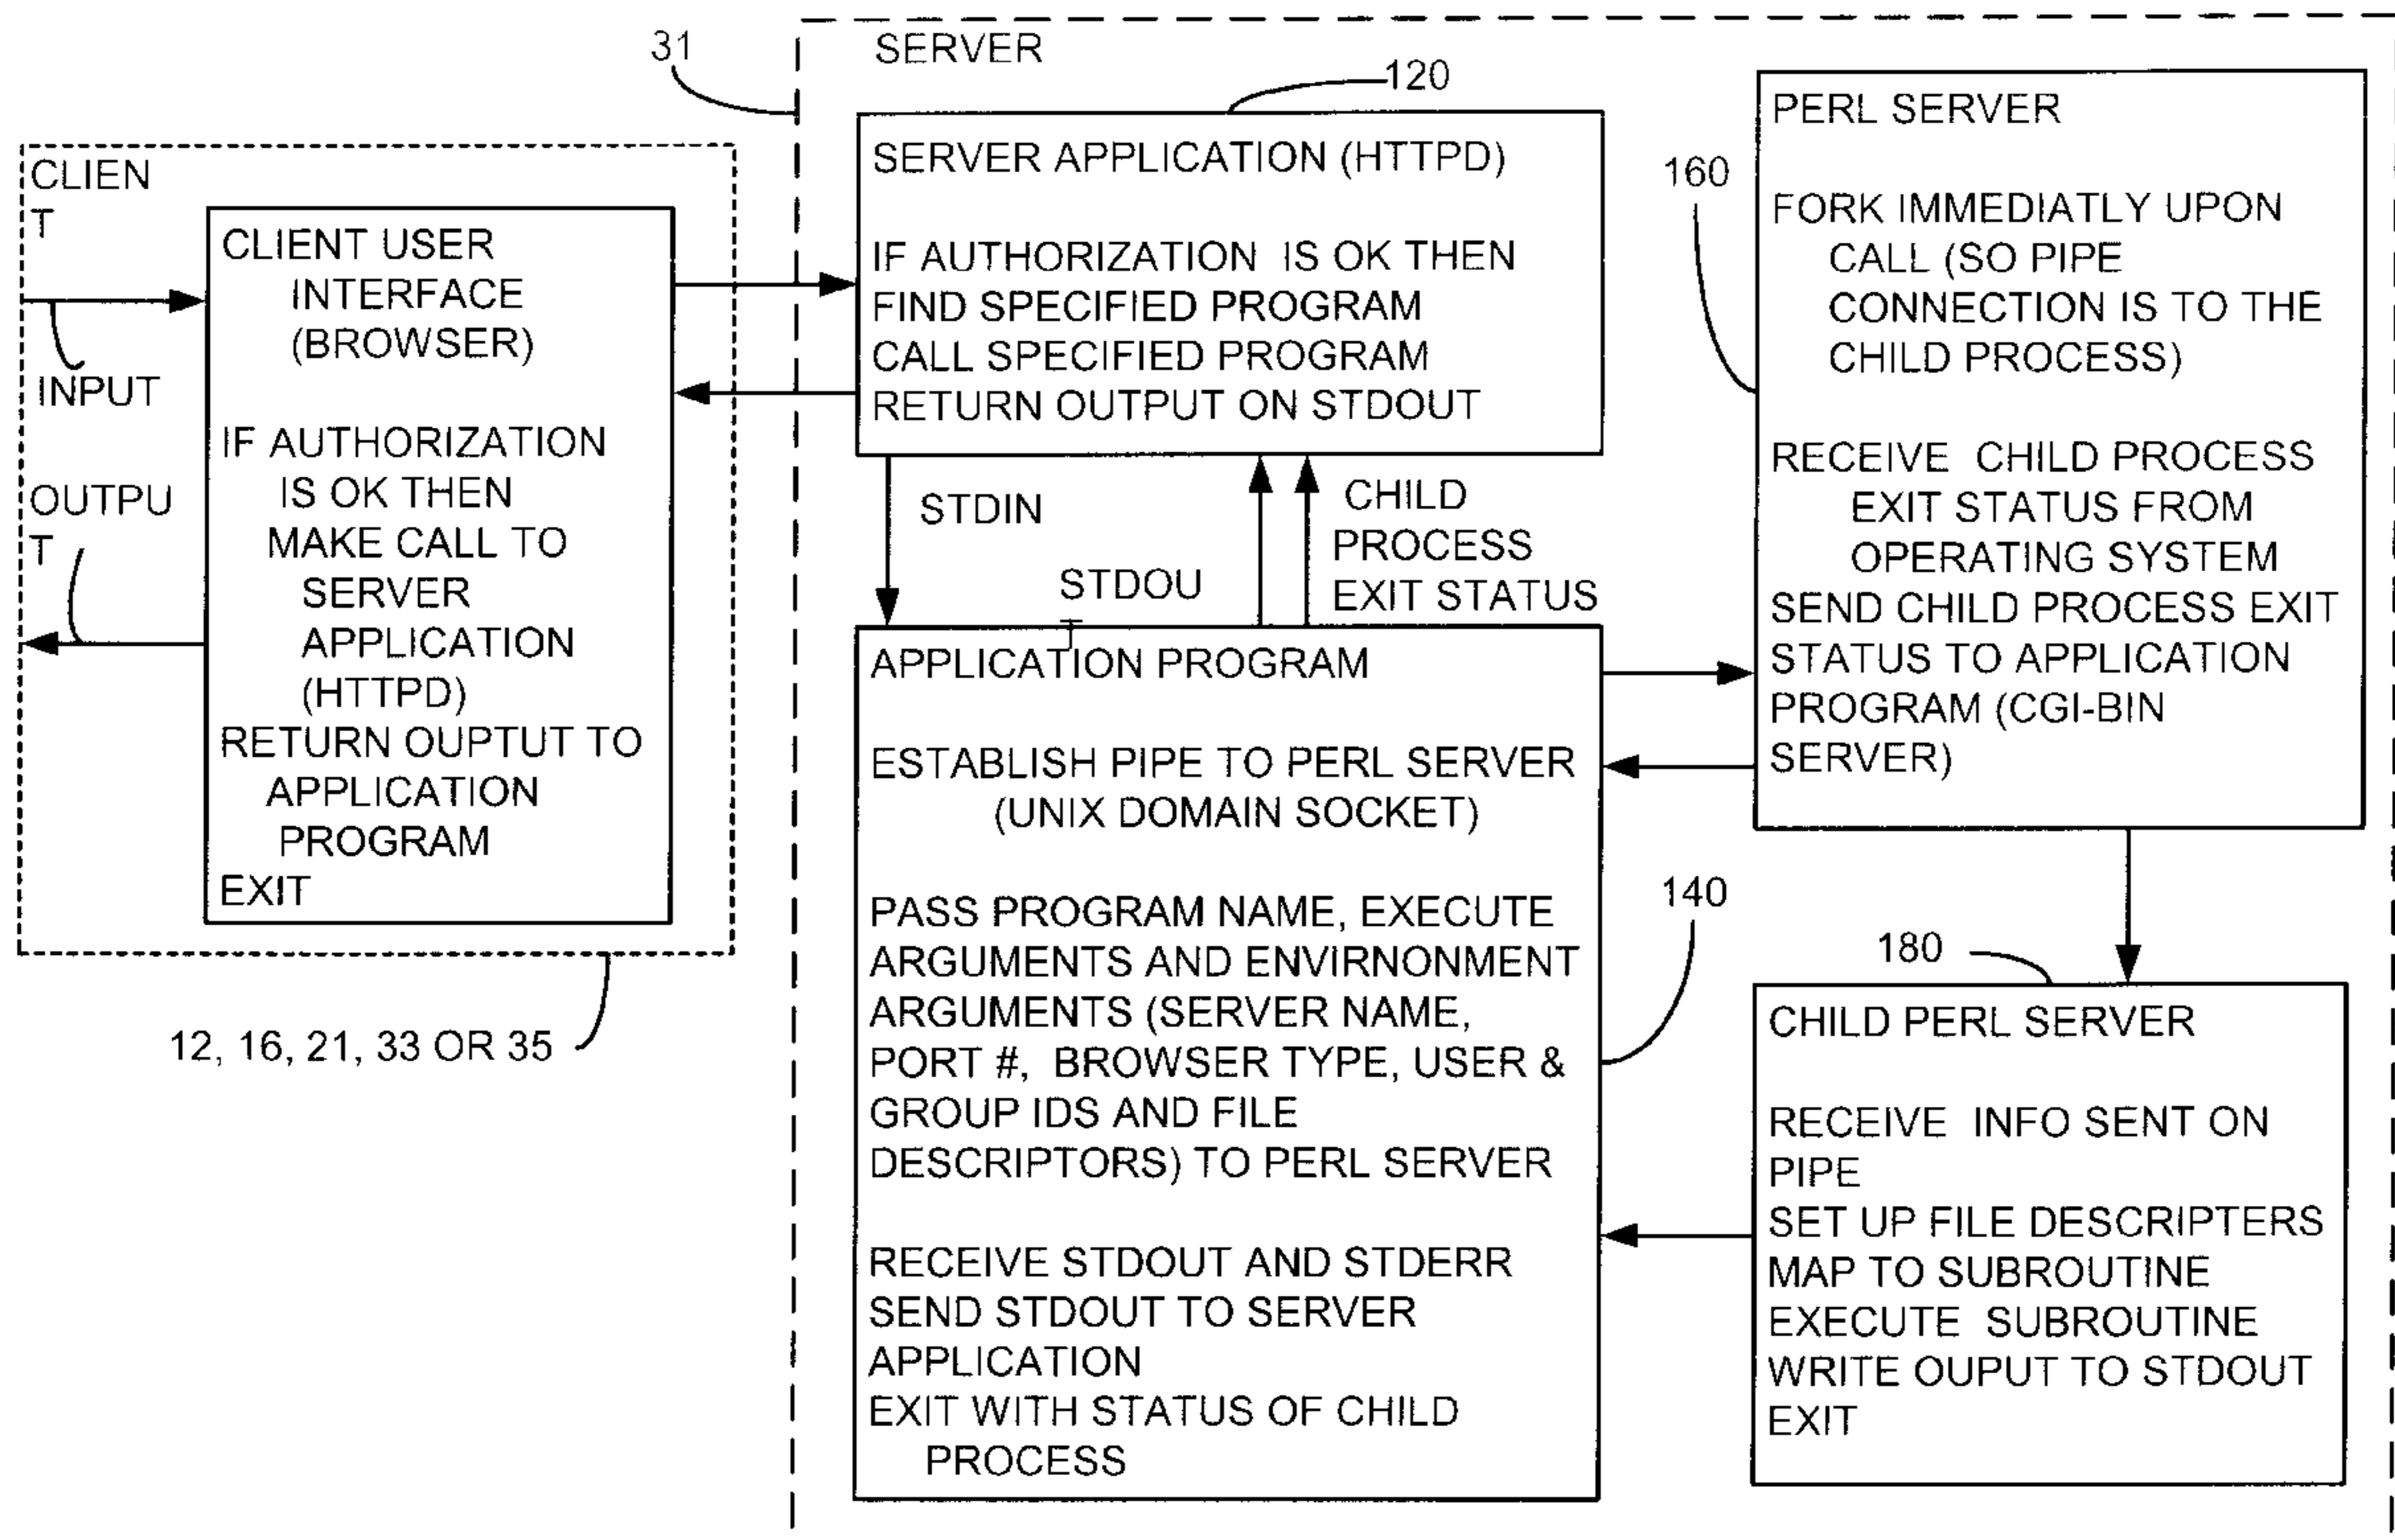 31
SERVER
120
CLIEN
T
INPUT
OUTPU
T
CLIENT USER
INTERFACE
(BROWSER)
IF AUTHORIZATION
IS OK THEN
MAKE CALL TO
SERVER
APPLICATION
(HTTPD)
RETURN OUPTUT TO
APPLICATION
PROGRAM
EXIT
12, 16, 21, 33 OR 35
SERVER APPLICATION (HTTPD)
IF AUTHORIZATION IS OK THEN
FIND SPECIFIED PROGRAM
CALL SPECIFIED PROGRAM
RETURN OUTPUT ON STDOUT
STDIN
STDOU
T
CHILD
PROCESS
EXIT STATUS
APPLICATION PROGRAM
ESTABLISH PIPE TO PERL SERVER
(UNIX DOMAIN SOCKET)
PASS PROGRAM NAME, EXECUTE
ARGUMENTS AND ENVIRNONMENT
ARGUMENTS (SERVER NAME,
PORT #, BROWSER TYPE, USER &
GROUP IDS AND FILE
DESCRIPTORS) TO PERL SERVER
RECEIVE STDOUT AND STDERR
SEND STDOUT TO SERVER
APPLICATION
EXIT WITH STATUS OF CHILD
PROCESS
140
160
PERL SERVER
FORK IMMEDIATLY UPON
CALL (SO PIPE
CONNECTION IS TO THE
CHILD PROCESS)
RECEIVE CHILD PROCESS
EXIT STATUS FROM
OPERATING SYSTEM
SEND CHILD PROCESS EXIT
STATUS TO APPLICATION
PROGRAM (CGI-BIN
SERVER)
180
CHILD PERL SERVER
RECEIVE INFO SENT ON
PIPE
SET UP FILE DESCRIPTERS
MAP TO SUBROUTINE
EXECUTE SUBROUTINE
WRITE OUPUT TO STDOUT
EXIT